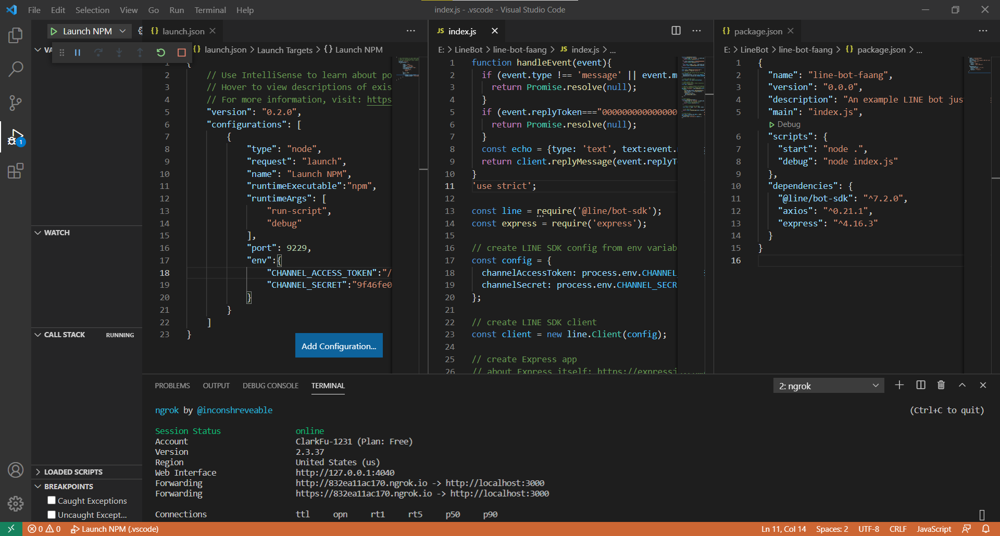 File Edit Selection View Go Run Terminal Help
index.js - .vscode - Visual Studio Code
Launch NPM
{} launch.json
JS index.js
{} package.json
VA
{} launch.json > Launch Targets > {} Launch NPM
E: > LineBot > line-bot-faang > JS index.js > ...
E: > LineBot > line-bot-faang > {} package.json > ...
1 {
2 // Use IntelliSense to learn about po
3 // Hover to view descriptions of exis
4 // For more information, visit: https
5 "version": "0.2.0",
6 "configurations": [
7 {
8 "type": "node",
9 "request": "launch",
10 "name": "Launch NPM",
11 "runtimeExecutable":"npm",
12 "runtimeArgs": [
13 "run-script",
14 "debug"
15 ],
16 "port": 9229,
17 "env":{
18 "CHANNEL_ACCESS_TOKEN":"/
19 "CHANNEL_SECRET":"9f46fe0
20 }
21 }
22 ]
23 }
Add Configuration...
1 function handleEvent(event){
2 if (event.type !== 'message' || event.m
3 return Promise.resolve(null);
4 }
5 if (event.replyToken==="000000000000000
6 return Promise.resolve(null);
7 }
8 const echo = {type: 'text', text:event.
9 return client.replyMessage(event.replyT
10 }
11 'use strict';
12
13 const line = require('@line/bot-sdk');
14 const express = require('express');
15
16 // create LINE SDK config from env variab
17 const config = {
18 channelAccessToken: process.env.CHANNEL
19 channelSecret: process.env.CHANNEL_SECR
20 };
21
22 // create LINE SDK client
23 const client = new line.Client(config);
24
25 // create Express app
26 // about Express itself: https://expressj
1 {
2 "name": "line-bot-faang",
3 "version": "0.0.0",
4 "description": "An example LINE bot jus
5 "main": "index.js",
Debug
6 "scripts": {
7 "start": "node .",
8 "debug": "node index.js"
9 },
10 "dependencies": {
11 "@line/bot-sdk": "^7.2.0",
12 "axios": "^0.21.1",
13 "express": "^4.16.3"
14 }
15 }
16
WATCH
CALL STACK RUNNING
LOADED SCRIPTS
BREAKPOINTS
Caught Exceptions
Uncaught Except...
1
PROBLEMS OUTPUT DEBUG CONSOLE TERMINAL
2: ngrok
ngrok by @inconshreveable (Ctrl+C to quit)
Session Status online
Account ClarkFu-1231 (Plan: Free)
Version 2.3.37
Region United States (us)
Web Interface http://127.0.0.1:4040
Forwarding http://832ea11ac170.ngrok.io -> http://localhost:3000
Forwarding https://832ea11ac170.ngrok.io -> http://localhost:3000
Connections ttl opn rt1 rt5 p50 p90
0 0 Launch NPM (.vscode)
Ln 11, Col 14 Spaces: 2 UTF-8 CRLF JavaScript